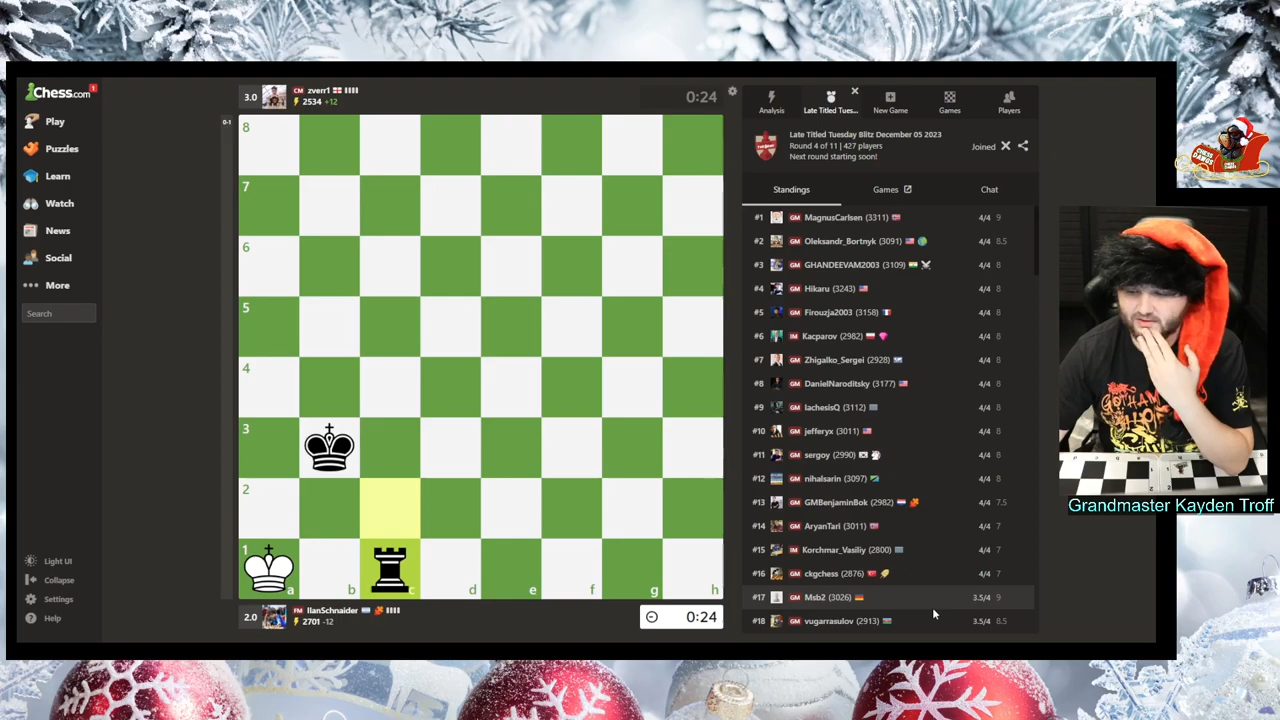 Chess.com 1
Play
Puzzles
Learn
Watch
News
Social
More
Search
Light UI
Collapse
Settings
Help
3.0 CM zverr1
2534 +12
0:24
0-1
8
7
6
5
4
3
2
1
a b c d e f g h
2.0 FM IlanSchnaider
2701 -12
0:24
Analysis
Late Titled Tues...
New Game
Games
Players
Late Titled Tuesday Blitz December 05 2023
Round 4 of 11 | 427 players
Next round starting soon!
Joined
Standings
Games
Chat
#1 GM MagnusCarlsen (3311) 4/4 9
#2 GM Oleksandr_Bortnyk (3091) 4/4 8.5
#3 GM GHANDEEVAM2003 (3109) 4/4 8
#4 GM Hikaru (3243) 4/4 8
#5 GM Firouzja2003 (3158) 4/4 8
#6 IM Kacparov (2982) 4/4 8
#7 GM Zhigalko_Sergei (2928) 4/4 8
#8 GM DanielNaroditsky (3177) 4/4 8
#9 GM lachesisQ (3112) 4/4 8
#10 GM jefferyx (3011) 4/4 8
#11 GM sergoy (2990) 4/4 8
#12 GM nihalsarin (3097) 4/4 8
#13 GM GMBenjaminBok (2982) 4/4 7.5
#14 GM AryanTari (3011) 4/4 7
#15 IM Korchmar_Vasiliy (2800) 4/4 7
#16 GM ckgchess (2876) 4/4 7
#17 GM Msb2 (3026) 3.5/4 9
#18 GM vugarrasulov (2913) 3.5/4 8.5
Grandmaster Kayden Troff